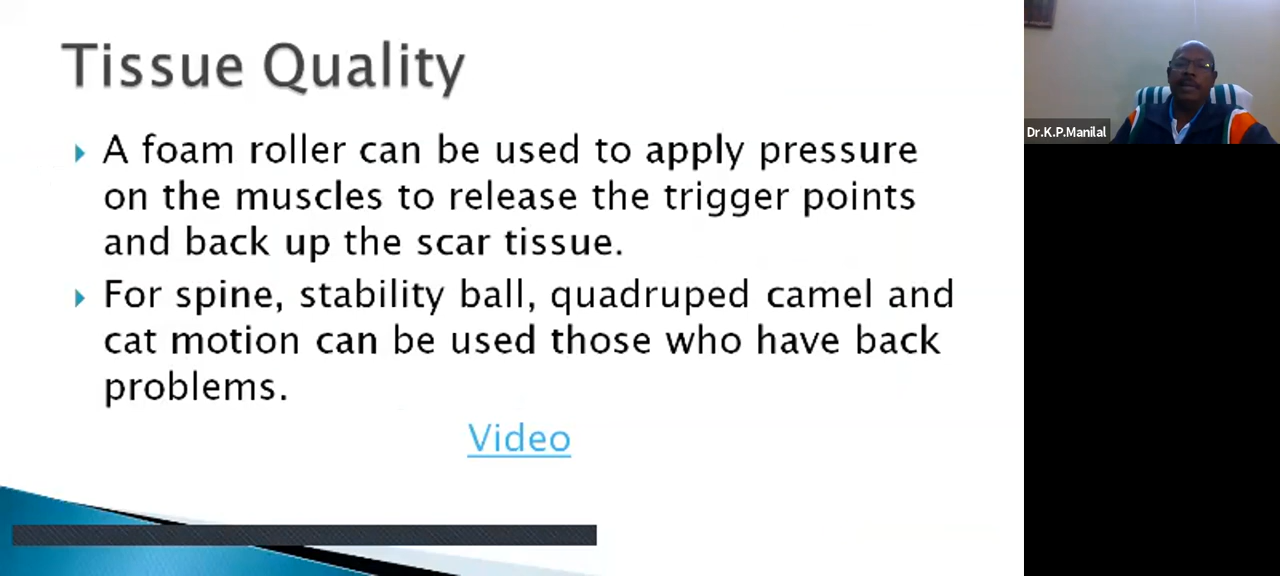 Tissue Quality
A foam roller can be used to apply pressure
on the muscles to release the trigger points
and back up the scar tissue.
For spine, stability ball, quadruped camel and
cat motion can be used those who have back
problems.
Video
Dr.K.P.Manilal